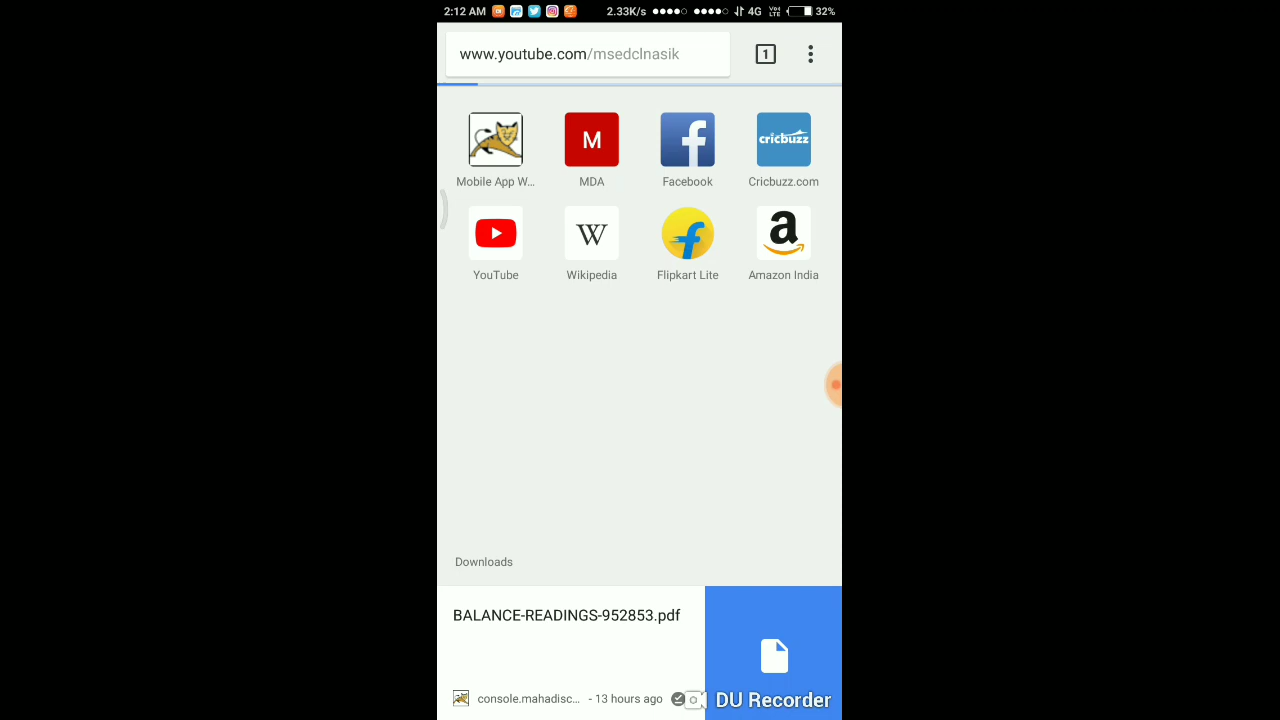 2:12 AM 2.33K/s 4G VoLTE 32%
www.youtube.com/msedclnasik 1
M f cricbuzz
Mobile App W... MDA Facebook Cricbuzz.com
W f a
YouTube Wikipedia Flipkart Lite Amazon India
Downloads
BALANCE-READINGS-952853.pdf
console.mahadisc... - 13 hours ago
DU Recorder